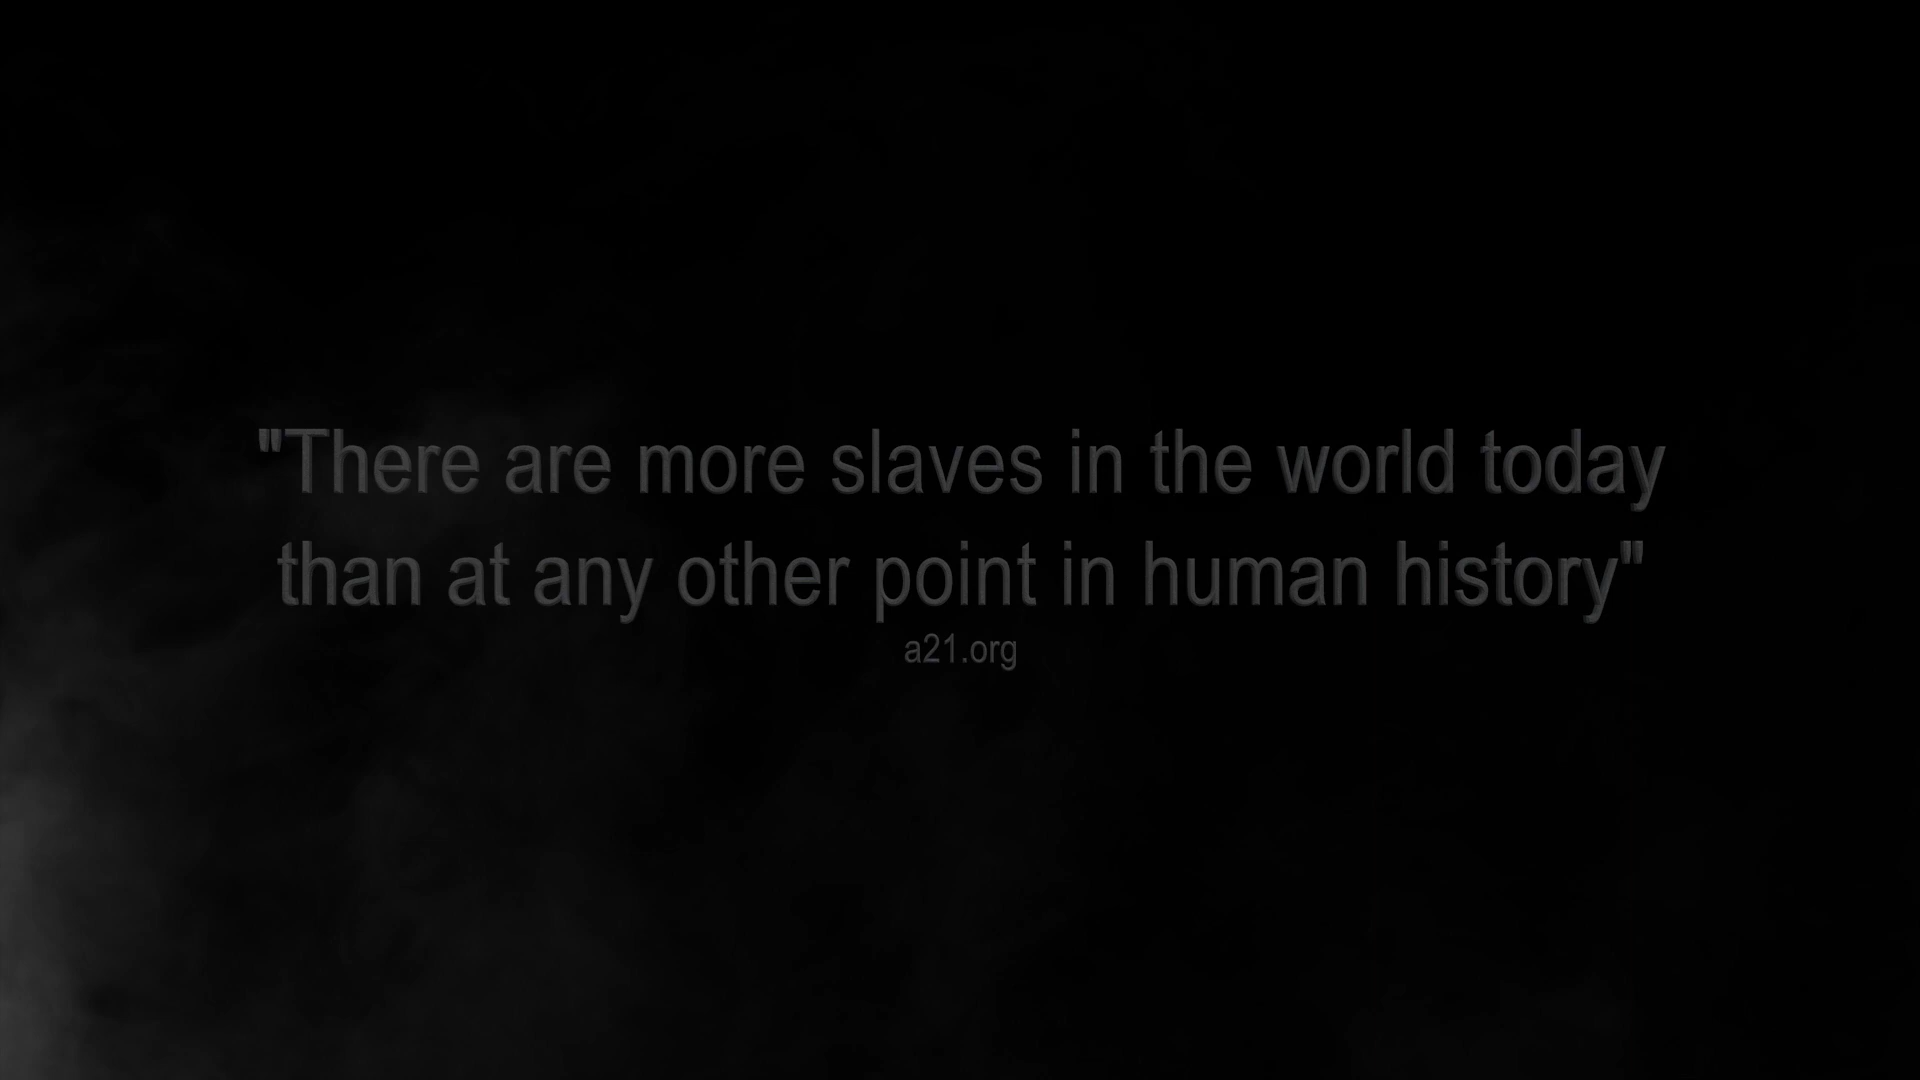 "There are more slaves in the world today
than at any other point in human history"
a21.org